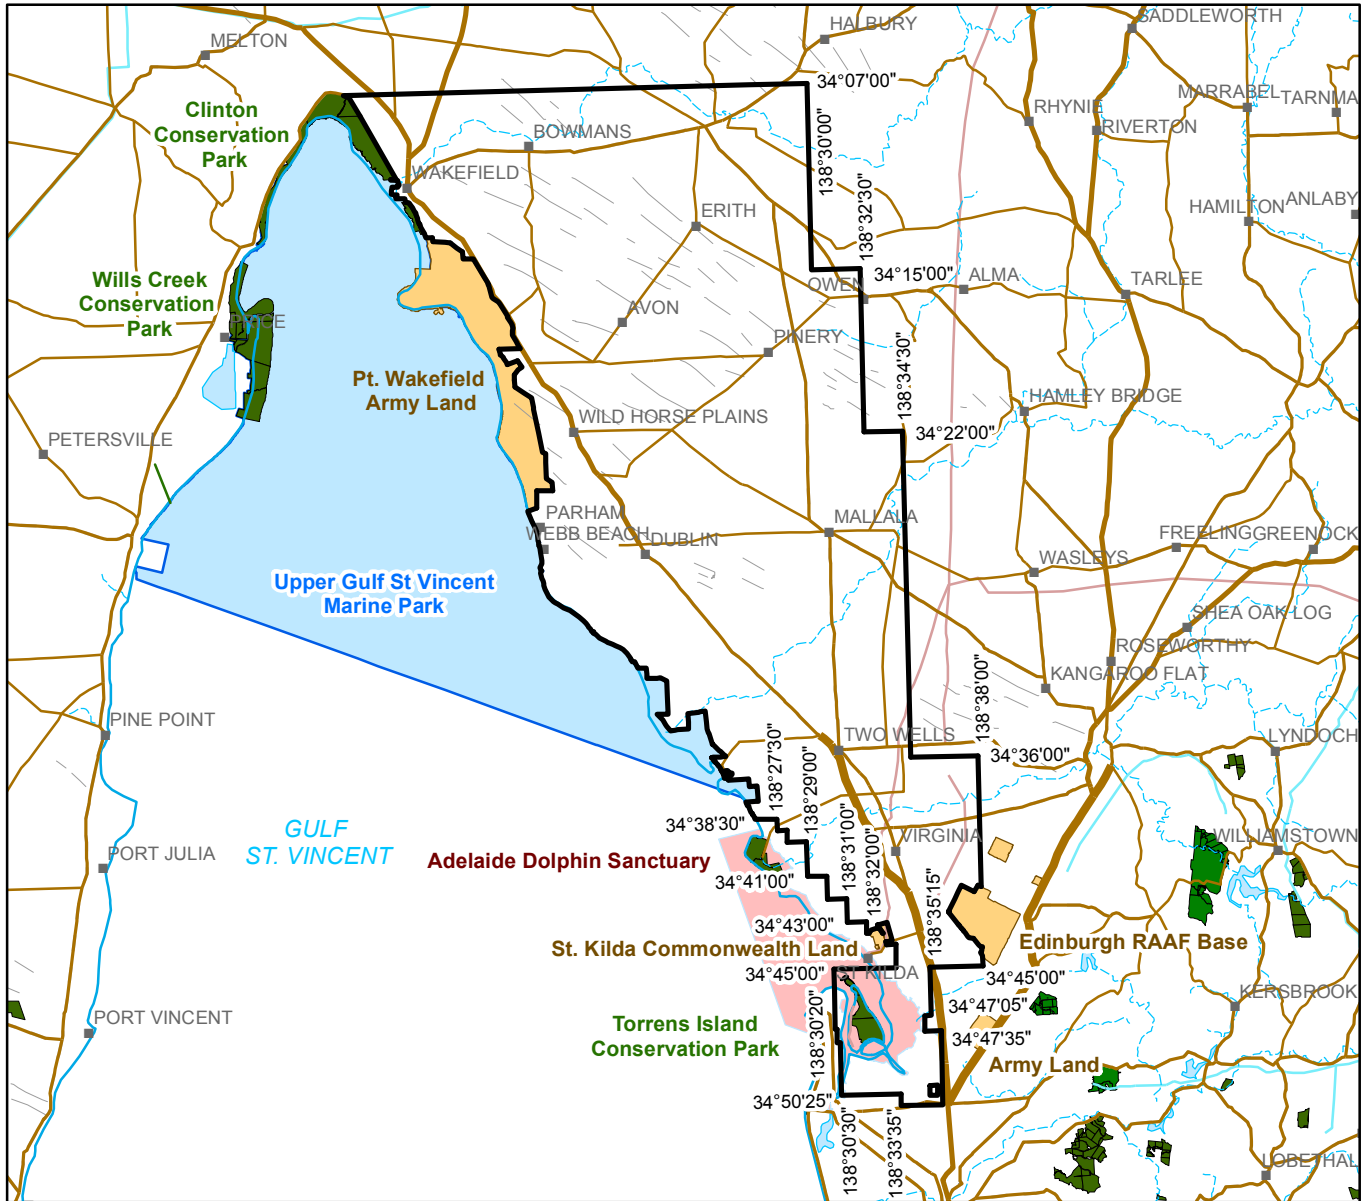 HALBURY
SADDLEWORTH
MELTON
34°07'00"
MARRABEL
TARNMA
Clinton
Conservation
Park
RHYNIE
RIVERTON
BOWMANS
138°30'00"
WAKEFIELD
138°32'30"
ERITH
HAMILTON
ANLABY
Wills Creek
Conservation
Park
34°15'00"
ALMA
TARLEE
OWEN
AVON
PINERY
Pt. Wakefield
Army Land
138°34'30"
HAMLEY BRIDGE
WILD HORSE PLAINS
34°22'00"
PETERSVILLE
PARHAM
WEBB BEACH
DUBLIN
MALLALA
FREELING
GREENOCK
WASLEYS
Upper Gulf St Vincent
Marine Park
SHEA OAK LOG
ROSEWORTHY
KANGAROO FLAT
138°38'00"
PINE POINT
TWO WELLS
LYNDOCH
34°36'00"
138°27'30"
138°29'00"
34°38'30"
GULF
ST. VINCENT
138°31'00"
138°32'00"
VIRGINIA
WILLIAMSTOWN
PORT JULIA
Adelaide Dolphin Sanctuary
34°41'00"
138°35'15"
34°43'00"
St. Kilda Commonwealth Land
Edinburgh RAAF Base
34°45'00"
ST KILDA
34°45'00"
KERSBROOK
34°47'05"
PORT VINCENT
138°30'20"
Torrens Island
Conservation Park
34°47'35"
Army Land
34°50'25"
138°30'30"
138°33'35"
LOBETHAL